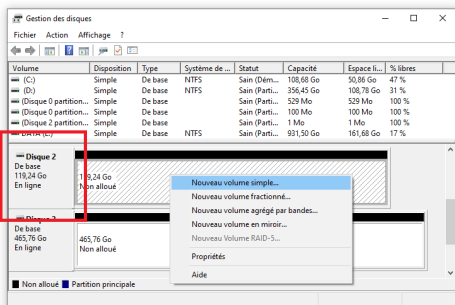 Gestion des disques
Fichier Action Affichage ?
Volume Disposition Type Système de ... Statut Capacité Espace li... % libres
(C:) Simple De base NTFS Sain (Dém... 108,68 Go 50,86 Go 47 %
(D:) Simple De base NTFS Sain (Parti... 356,45 Go 108,78 Go 31 %
(Disque 0 partition... Simple De base Sain (Parti... 529 Mo 529 Mo 100 %
(Disque 0 partition... Simple De base Sain (Parti... 100 Mo 100 Mo 100 %
(Disque 2 partition... Simple De base Sain (Parti... 1 Mo 1 Mo 100 %
DATA (E:) Simple De base NTFS Sain (Parti... 931,50 Go 161,68 Go 17 %
Disque 2
De base
119,24 Go
En ligne
119,24 Go
Non alloué
Nouveau volume simple...
Nouveau volume fractionné...
Nouveau volume agrégé par bandes...
Nouveau volume en miroir...
Nouveau Volume RAID-5...
Propriétés
Aide
De base
465,76 Go
En ligne
465,76 Go
Non alloué
Non alloué Partition principale